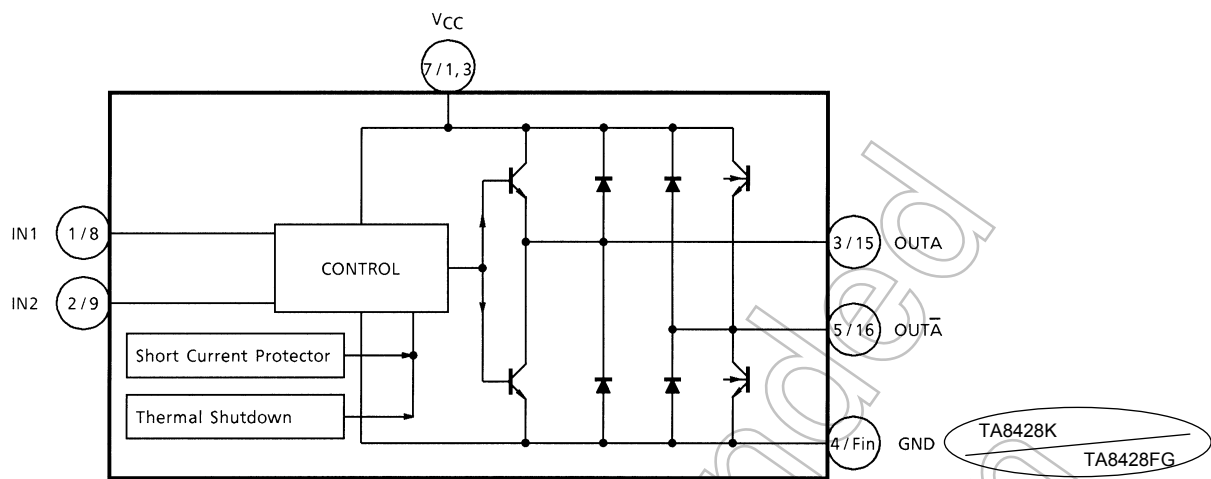 VCC
7/1, 3
IN1
1/8
CONTROL
3/15
OUTA
IN2
2/9
5/16
OUTA̅
Short Current Protector
Thermal Shutdown
4/Fin
GND
TA8428K
TA8428FG